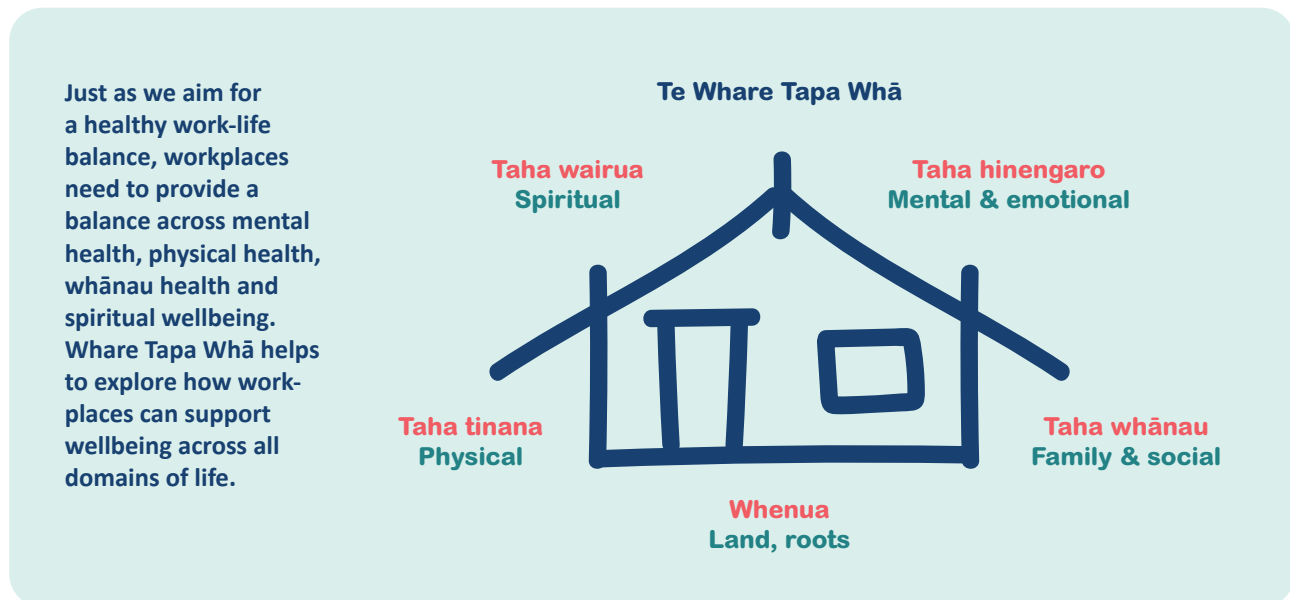 Just as we aim for
a healthy work-life
balance, workplaces
need to provide a
balance across mental
health, physical health,
whānau health and
spiritual wellbeing.
Whare Tapa Whā helps
to explore how work-
places can support
wellbeing across all
domains of life.
Te Whare Tapa Whā
Taha wairua
Spiritual
Taha hinengaro
Mental & emotional
Taha tinana
Physical
Taha whānau
Family & social
Whenua
Land, roots